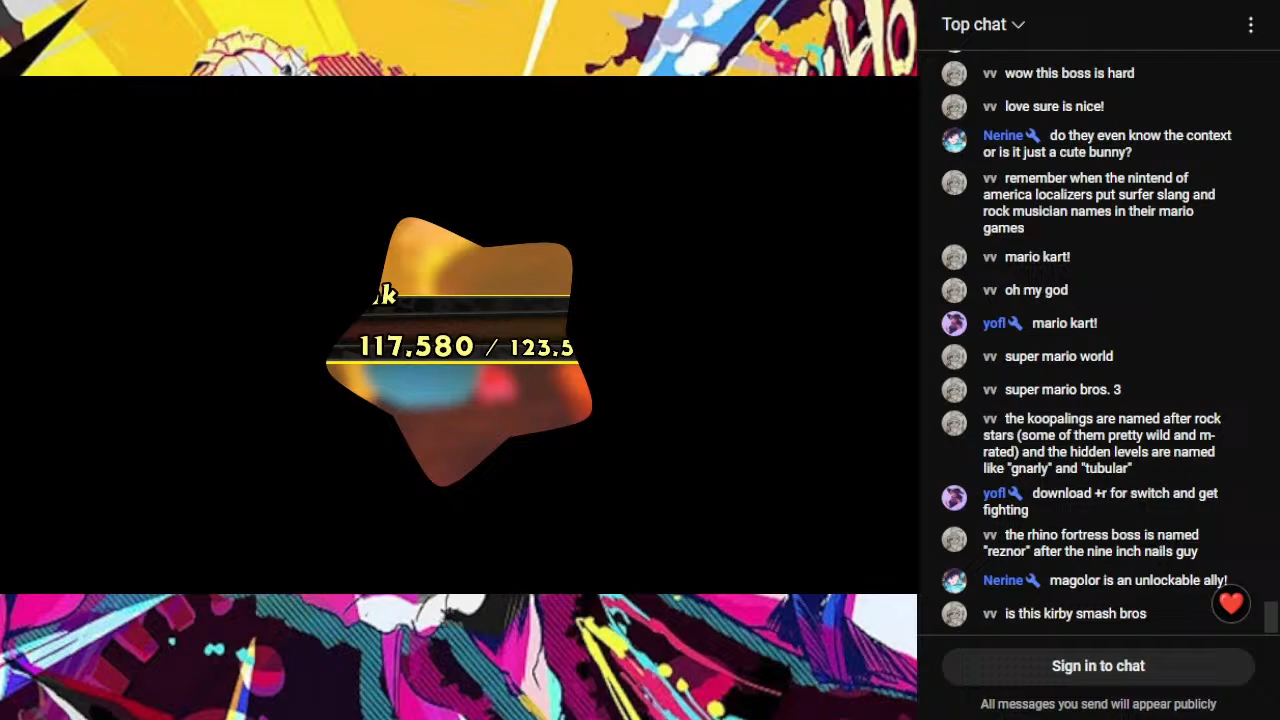 Top chat
vv wow this boss is hard
vv love sure is nice!
Nerine do they even know the context
or is it just a cute bunny?
vv remember when the nintend of
america localizers put surfer slang and
rock musician names in their mario
games
vv mario kart!
vv oh my god
yofl mario kart!
vv super mario world
vv super mario bros. 3
vv the koopalings are named after rock
stars (some of them pretty wild and m-
rated) and the hidden levels are named
like "gnarly" and "tubular"
yofl download +r for switch and get
fighting
vv the rhino fortress boss is named
"reznor" after the nine inch nails guy
Nerine magolor is an unlockable ally!
vv is this kirby smash bros
Sign in to chat
All messages you send will appear publicly
k
117,580 / 123,5
HO